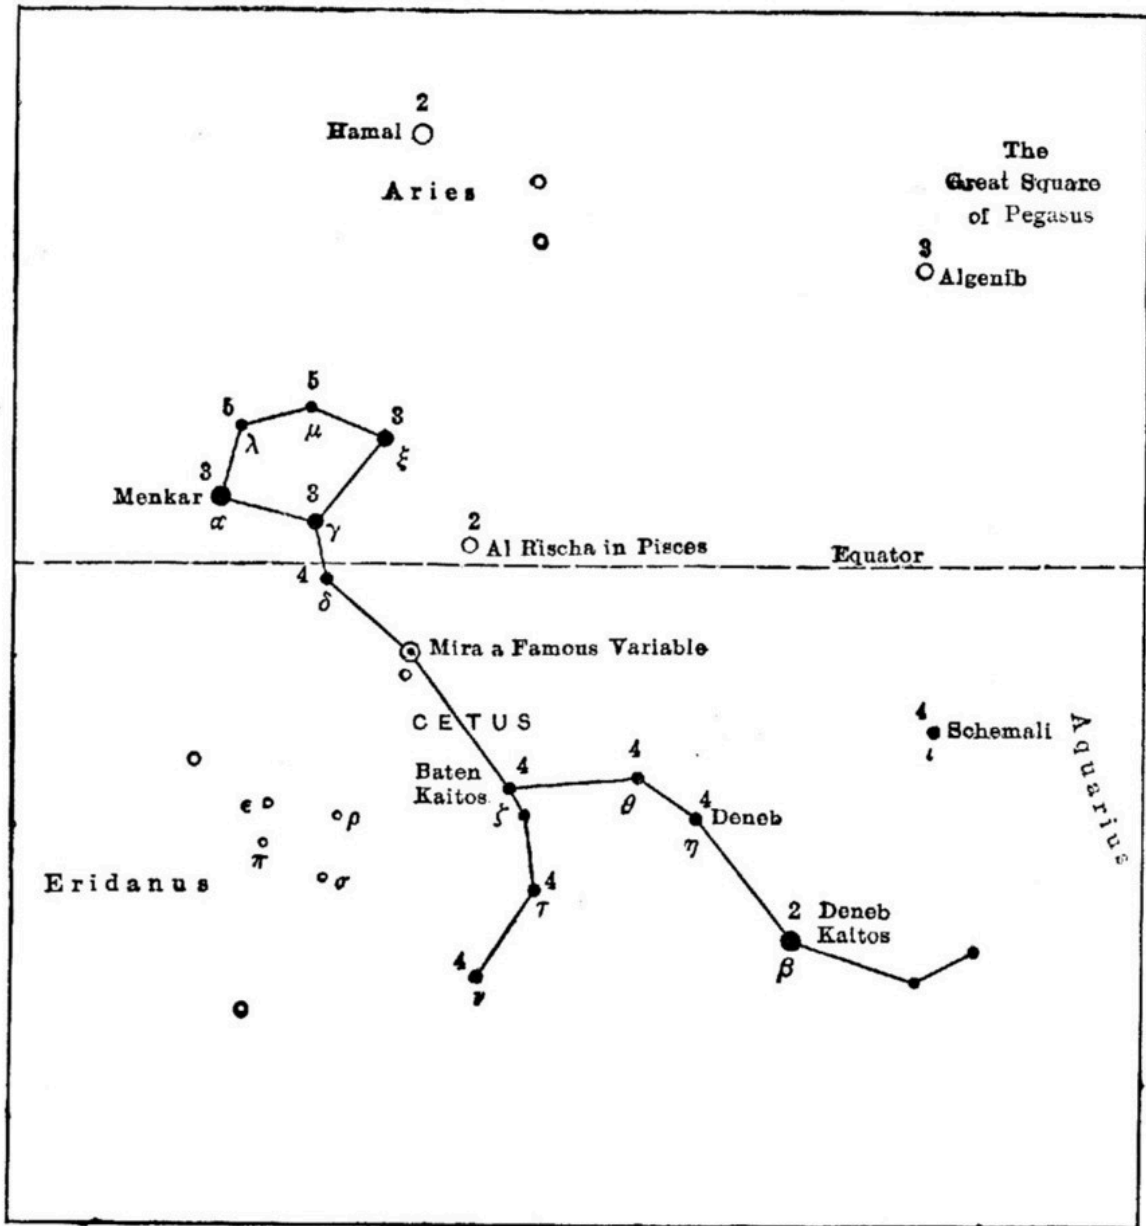 2
Hamal
Aries
The
Great Square
of Pegasus
3
Algenib
5
5
3
λ
μ
ξ
3
Menkar
α
3
γ
2
Al Rischa in Pisces
Equator
4
δ
Mira a Famous Variable
CETUS
4
Schemali
ι
Aquarius
Baten
Kaitos
4
ζ
4
θ
4
Deneb
η
ε
ρ
π
σ
Eridanus
4
τ
2
Deneb
Kaitos
β
4
ν